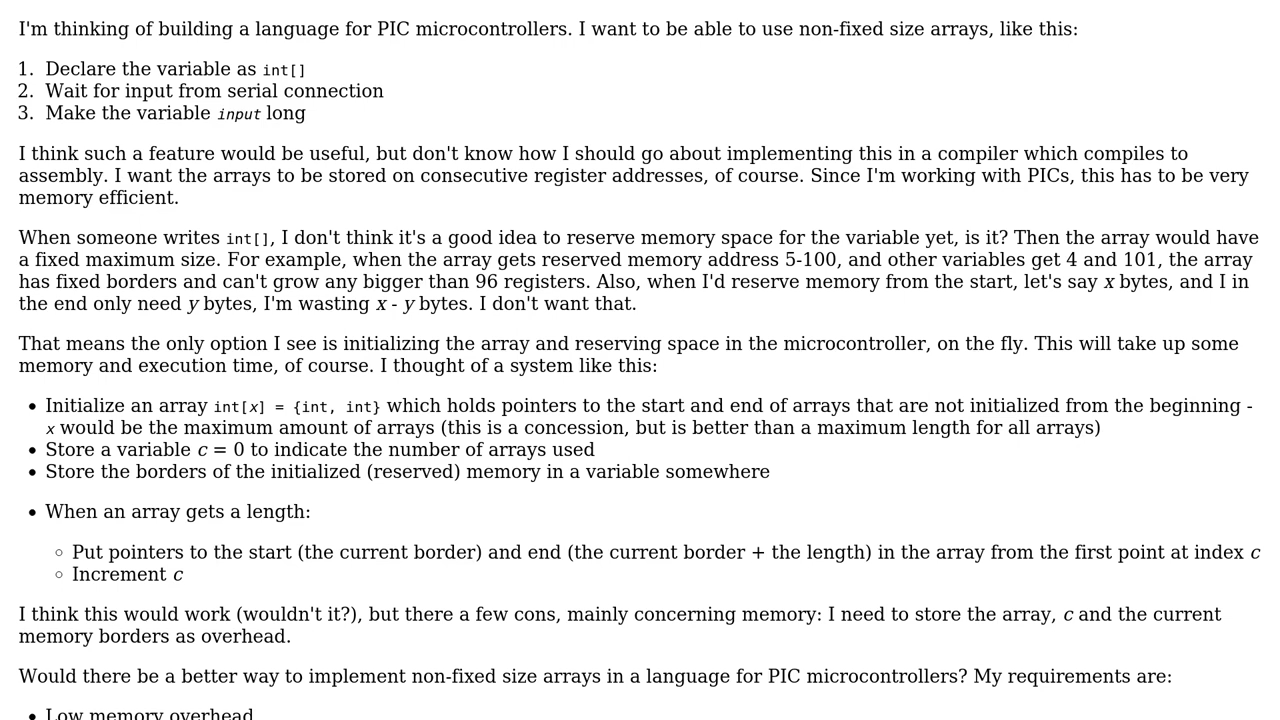 I'm thinking of building a language for PIC microcontrollers. I want to be able to use non-fixed size arrays, like this:
1. Declare the variable as int[]
2. Wait for input from serial connection
3. Make the variable input long
I think such a feature would be useful, but don't know how I should go about implementing this in a compiler which compiles to
assembly. I want the arrays to be stored on consecutive register addresses, of course. Since I'm working with PICs, this has to be very
memory efficient.
When someone writes int[], I don't think it's a good idea to reserve memory space for the variable yet, is it? Then the array would have
a fixed maximum size. For example, when the array gets reserved memory address 5-100, and other variables get 4 and 101, the array
has fixed borders and can't grow any bigger than 96 registers. Also, when I'd reserve memory from the start, let's say x bytes, and I in
the end only need y bytes, I'm wasting x - y bytes. I don't want that.
That means the only option I see is initializing the array and reserving space in the microcontroller, on the fly. This will take up some
memory and execution time, of course. I thought of a system like this:
• Initialize an array int[x] = {int, int} which holds pointers to the start and end of arrays that are not initialized from the beginning -
x would be the maximum amount of arrays (this is a concession, but is better than a maximum length for all arrays)
• Store a variable c = 0 to indicate the number of arrays used
• Store the borders of the initialized (reserved) memory in a variable somewhere
• When an array gets a length:
◦ Put pointers to the start (the current border) and end (the current border + the length) in the array from the first point at index c
◦ Increment c
I think this would work (wouldn't it?), but there a few cons, mainly concerning memory: I need to store the array, c and the current
memory borders as overhead.
Would there be a better way to implement non-fixed size arrays in a language for PIC microcontrollers? My requirements are:
• Low memory overhead